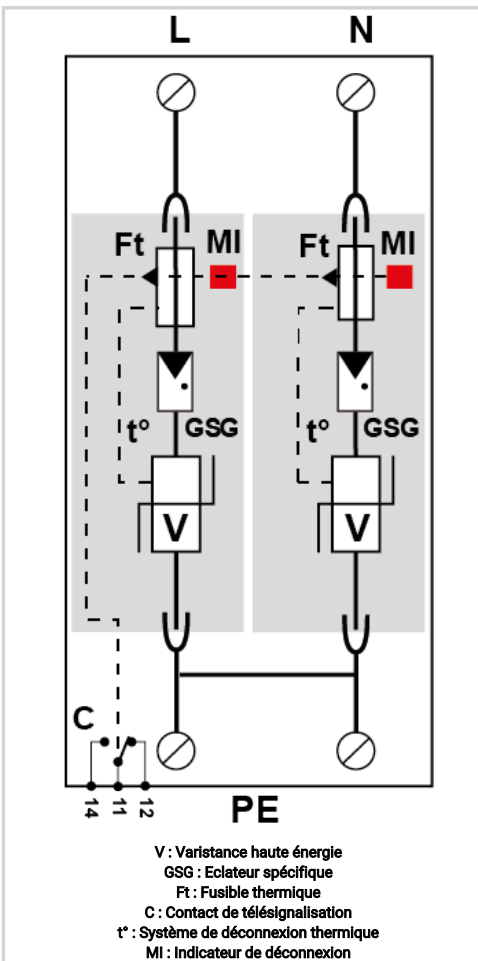 L N
Ft MI Ft MI
t° GSG t° GSG
V V
C
14 11 12
PE
V : Varistance haute énergie
GSG : Eclateur spécifique
Ft : Fusible thermique
C : Contact de télésignalisation
t° : Système de déconnexion thermique
MI : Indicateur de déconnexion